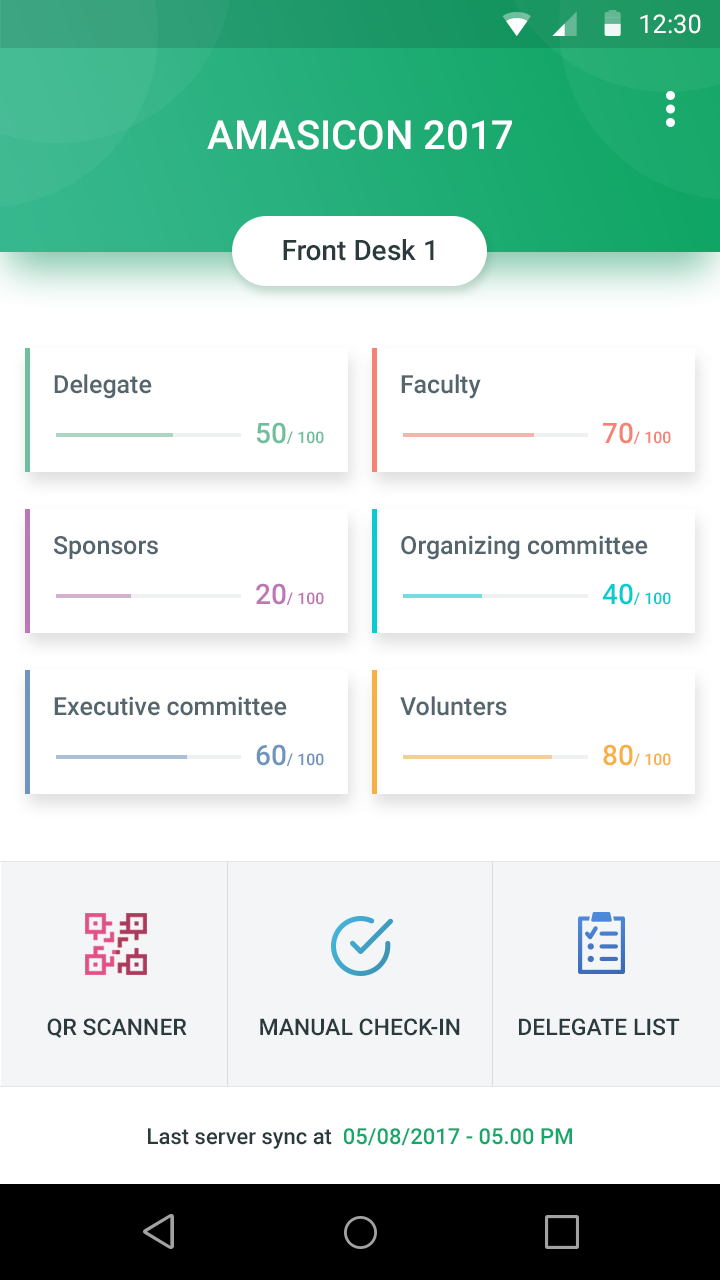 12:30
AMASICON 2017
Front Desk 1
Delegate
50/ 100
Faculty
70/ 100
Sponsors
20/ 100
Organizing committee
40/ 100
Executive committee
60/ 100
Volunters
80/ 100
QR SCANNER
MANUAL CHECK-IN
DELEGATE LIST
Last server sync at 05/08/2017 - 05.00 PM